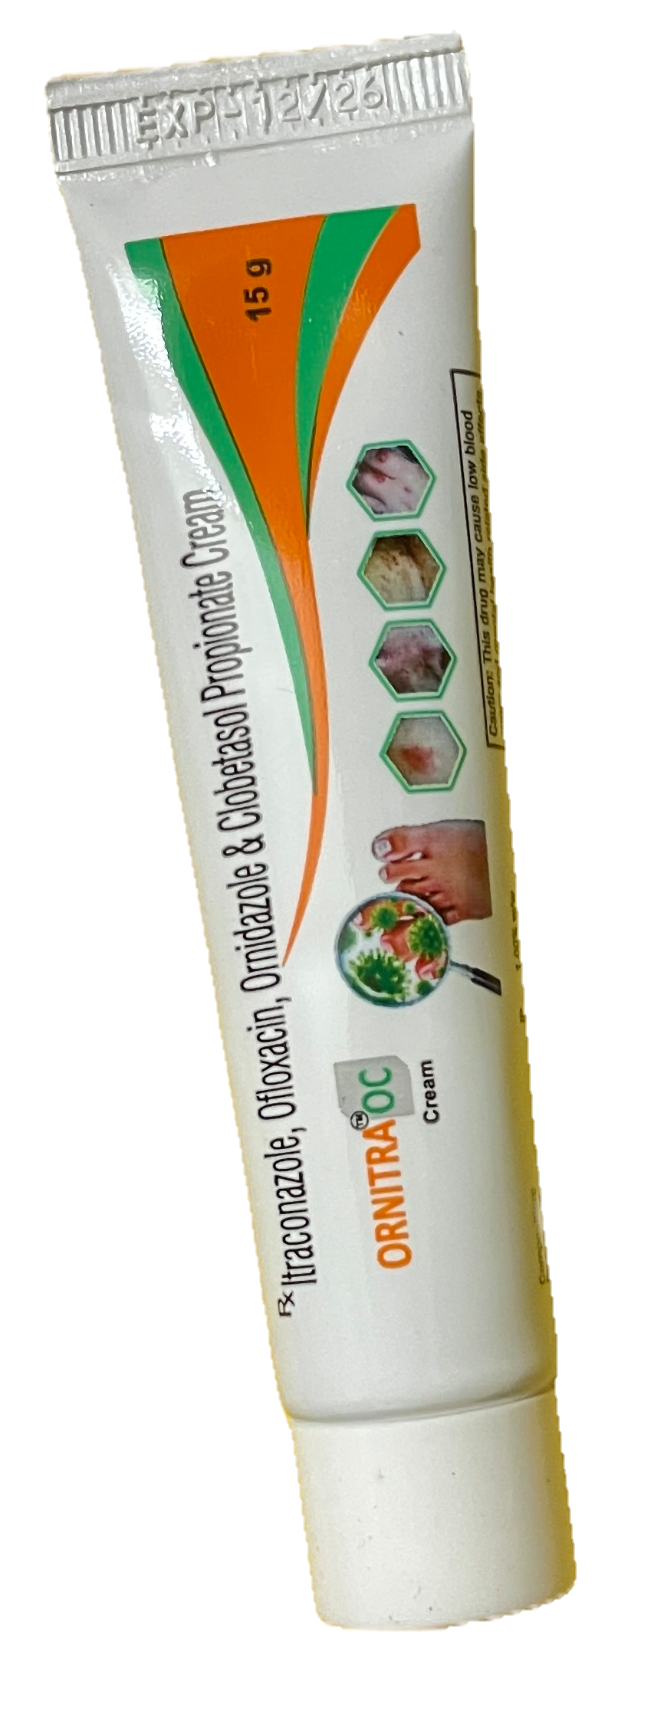 EXP-12/26
15 g
Rx Itraconazole, Ofloxacin, Ornidazole & Clobetasol Propionate Cream
ORNITRA™ OC
Cream
Caution: This drug may cause low blood